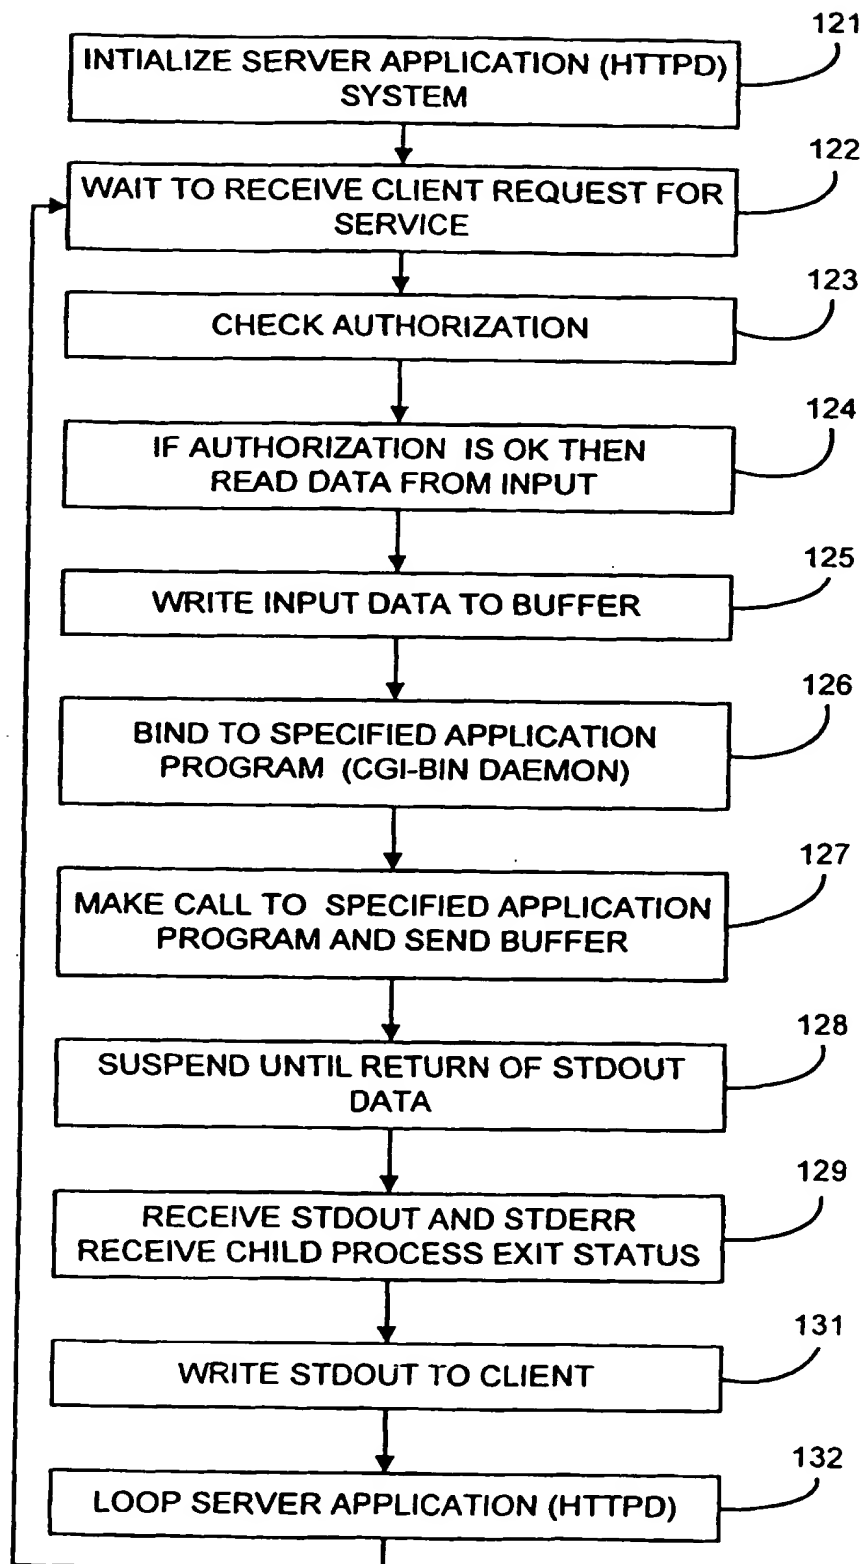 121
INTIALIZE SERVER APPLICATION (HTTPD)
SYSTEM
122
WAIT TO RECEIVE CLIENT REQUEST FOR
SERVICE
123
CHECK AUTHORIZATION
124
IF AUTHORIZATION IS OK THEN
READ DATA FROM INPUT
125
WRITE INPUT DATA TO BUFFER
126
BIND TO SPECIFIED APPLICATION
PROGRAM (CGI-BIN DAEMON)
127
MAKE CALL TO SPECIFIED APPLICATION
PROGRAM AND SEND BUFFER
128
SUSPEND UNTIL RETURN OF STDOUT
DATA
129
RECEIVE STDOUT AND STDERR
RECEIVE CHILD PROCESS EXIT STATUS
131
WRITE STDOUT TO CLIENT
132
LOOP SERVER APPLICATION (HTTPD)